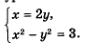 x = 2y,
x² − y² = 3.